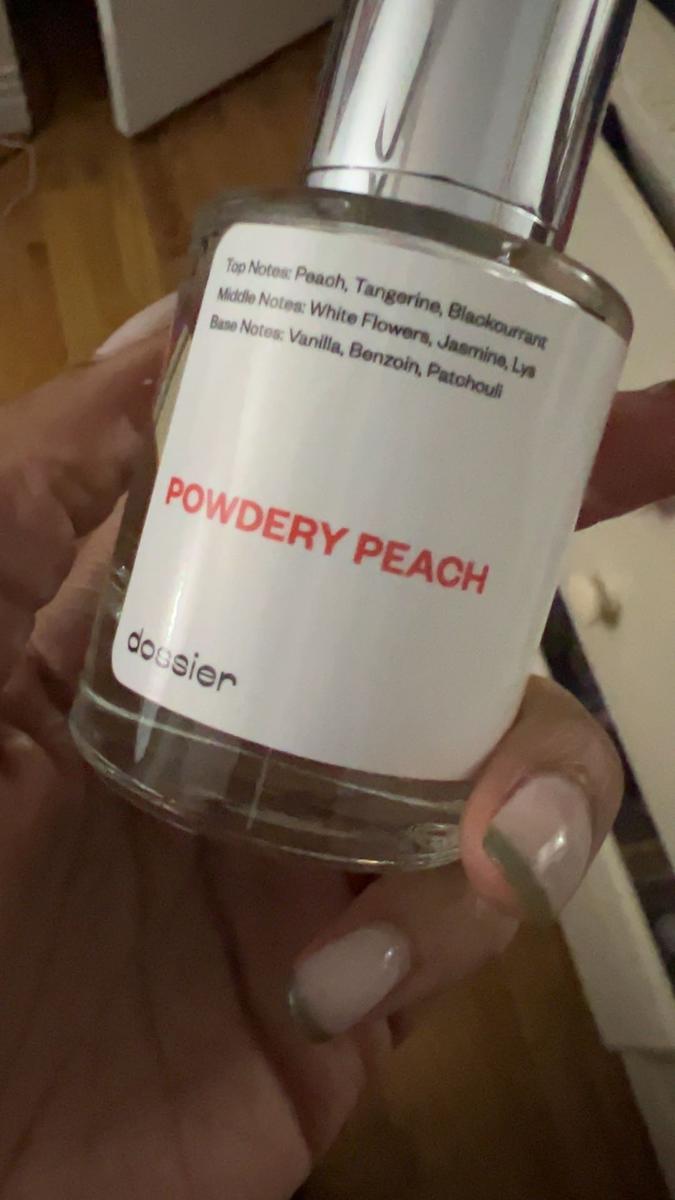 Top Notes: Peach, Tangerine, Blackcurrant
Middle Notes: White Flowers, Jasmine, Lys
Base Notes: Vanilla, Benzoin, Patchouli
POWDERY PEACH
dossier